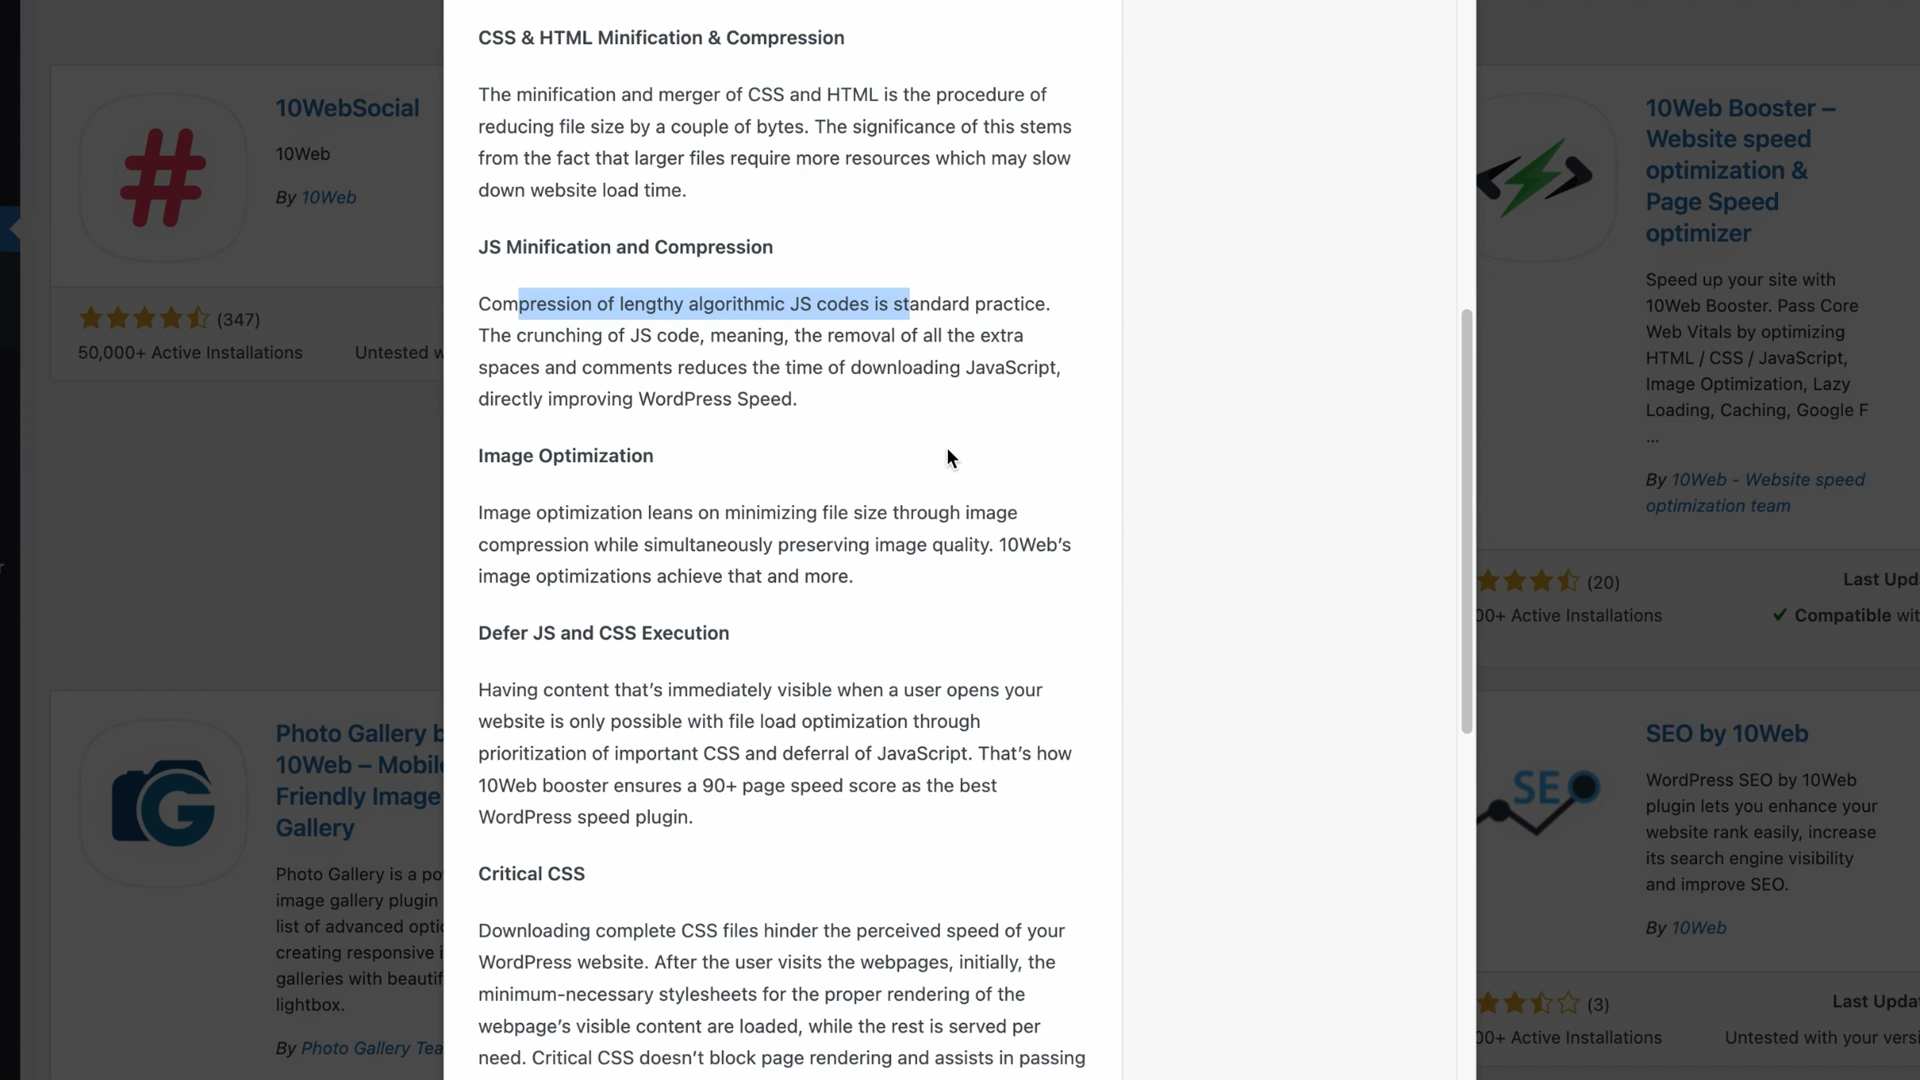 CSS & HTML Minification & Compression
The minification and merger of CSS and HTML is the procedure of
reducing file size by a couple of bytes. The significance of this stems
from the fact that larger files require more resources which may slow
down website load time.
JS Minification and Compression
Compression of lengthy algorithmic JS codes is standard practice.
The crunching of JS code, meaning, the removal of all the extra
spaces and comments reduces the time of downloading JavaScript,
directly improving WordPress Speed.
Image Optimization
Image optimization leans on minimizing file size through image
compression while simultaneously preserving image quality. 10Web’s
image optimizations achieve that and more.
Defer JS and CSS Execution
Having content that’s immediately visible when a user opens your
website is only possible with file load optimization through
prioritization of important CSS and deferral of JavaScript. That’s how
10Web booster ensures a 90+ page speed score as the best
WordPress speed plugin.
Critical CSS
Downloading complete CSS files hinder the perceived speed of your
WordPress website. After the user visits the webpages, initially, the
minimum-necessary stylesheets for the proper rendering of the
webpage’s visible content are loaded, while the rest is served per
need. Critical CSS doesn’t block page rendering and assists in passing
10WebSocial
10Web
By 10Web
(347)
50,000+ Active Installations
Untested w
Photo Gallery b
10Web – Mobile
Friendly Image
Gallery
Photo Gallery is a po
image gallery plugin
list of advanced optic
creating responsive i
galleries with beautif
lightbox.
By Photo Gallery Tea
10Web Booster –
Website speed
optimization &
Page Speed
optimizer
Speed up your site with
10Web Booster. Pass Core
Web Vitals by optimizing
HTML / CSS / JavaScript,
Image Optimization, Lazy
Loading, Caching, Google F
...
By 10Web - Website speed
optimization team
(20)
Last Upd
00+ Active Installations
Compatible wit
SEO
SEO by 10Web
WordPress SEO by 10Web
plugin lets you enhance your
website rank easily, increase
its search engine visibility
and improve SEO.
By 10Web
(3)
Last Upda
00+ Active Installations
Untested with your versi